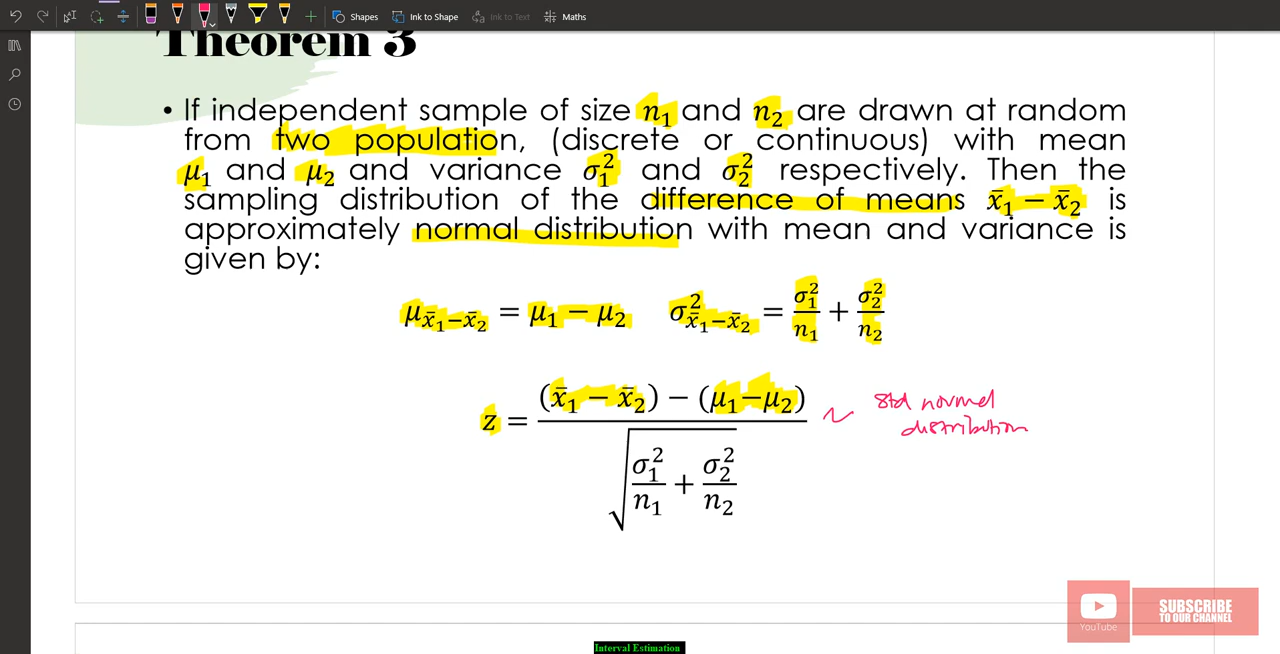 Shapes Ink to Shape Ink to Text Maths
Theorem 3
• If independent sample of size n₁ and n₂ are drawn at random
from two population, (discrete or continuous) with mean
μ₁ and μ₂ and variance σ₁² and σ₂² respectively. Then the
sampling distribution of the difference of means x̄₁ − x̄₂ is
approximately normal distribution with mean and variance is
given by:
μ_{x̄₁−x̄₂} = μ₁ − μ₂ σ²_{x̄₁−x̄₂} = σ₁²/n₁ + σ₂²/n₂
z = ((x̄₁ − x̄₂) − (μ₁−μ₂)) / √(σ₁²/n₁ + σ₂²/n₂) ~ std normal
distribution
YouTube
SUBSCRIBE
TO OUR CHANNEL
Interval Estimation